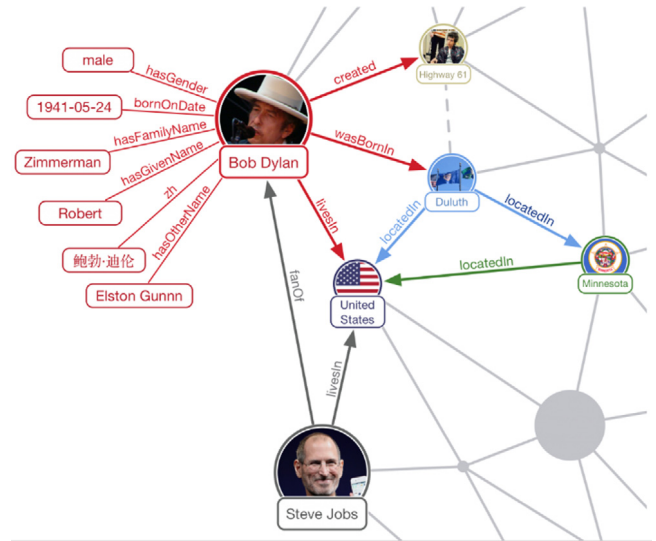 male
hasGender
1941-05-24
bornOnDate
hasFamilyName
Zimmerman
hasGivenName
Robert
zh
鲍勃·迪伦
hasOtherName
Elston Gunnn
Bob Dylan
created
Highway 61
wasBornIn
Duluth
livesIn
locatedIn
locatedIn
locatedIn
Minnesota
United
States
fanOf
livesIn
Steve Jobs